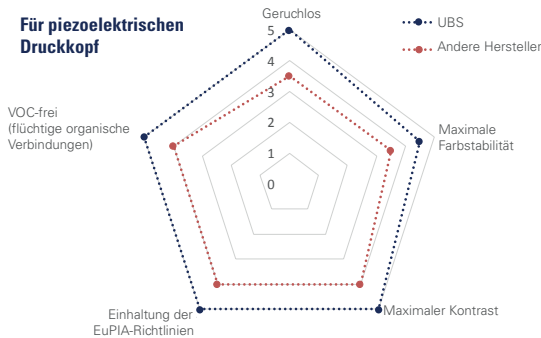 Für piezoelektrischen
Druckkopf
Geruchlos
UBS
Andere Hersteller
5
4
3
2
1
0
VOC-frei
(flüchtige organische
Verbindungen)
Maximale
Farbstabilität
Einhaltung der
EuPIA-Richtlinien
Maximaler Kontrast